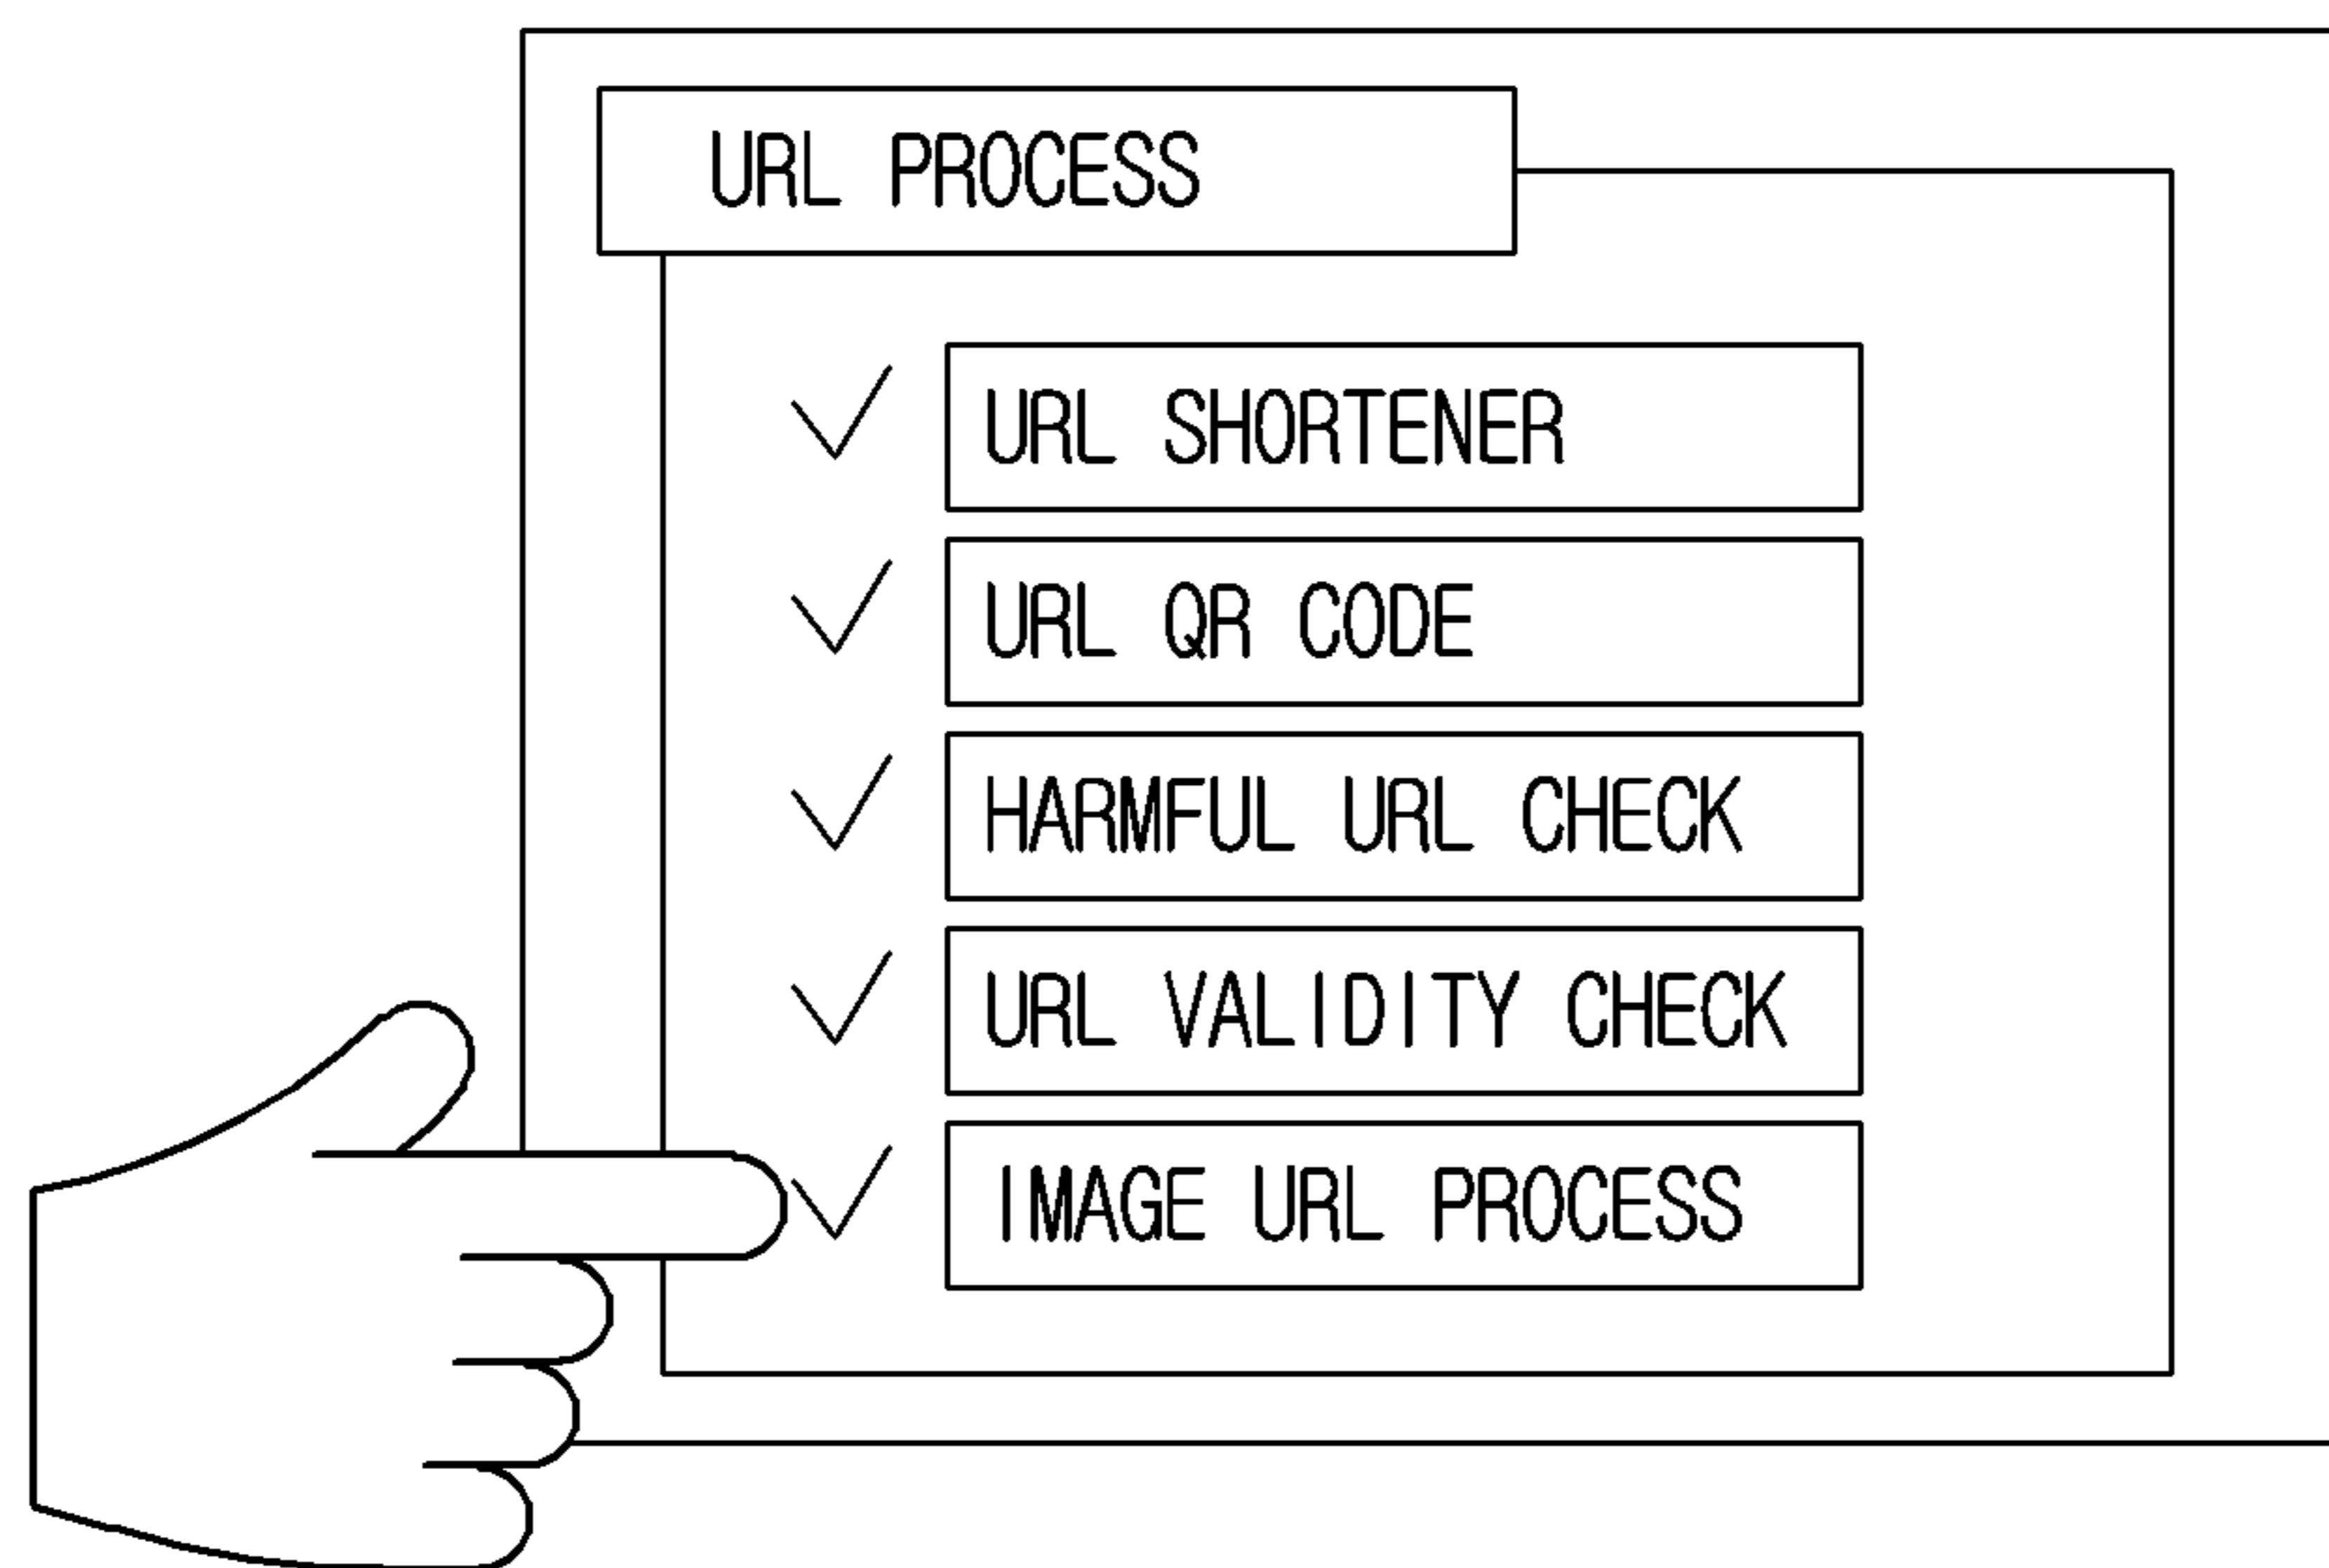 URL PROCESS
URL SHORTENER
URL QR CODE
HARMFUL URL CHECK
URL VALIDITY CHECK
IMAGE URL PROCESS